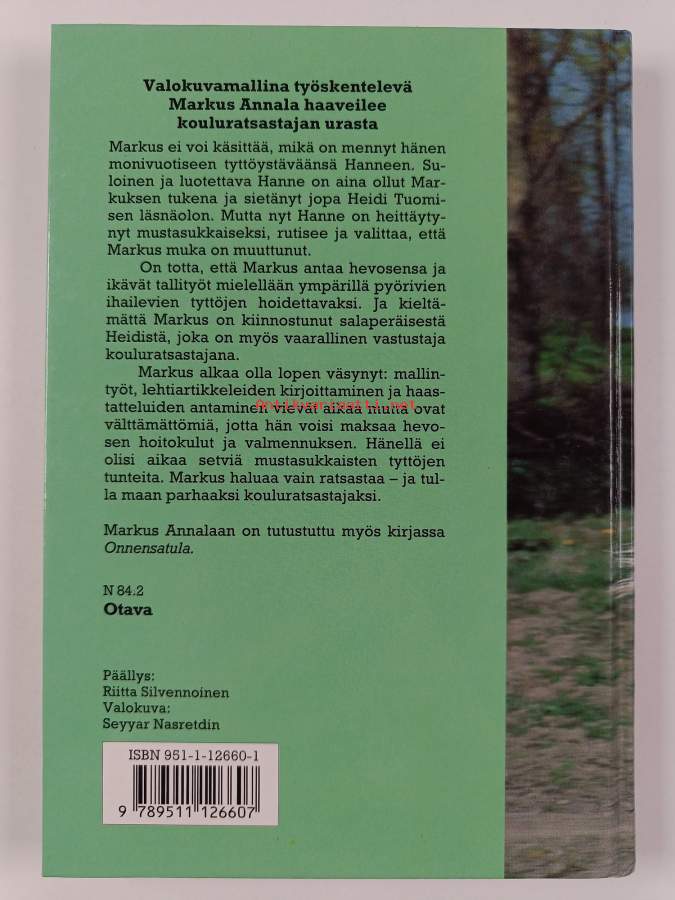 Valokuvamallina työskentelevä
Markus Annala haaveilee
kouluratsastajan urasta
Markus ei voi käsittää, mikä on mennyt hänen
monivuotiseen tyttöystäväänsä Hanneen. Su-
loinen ja luotettava Hanne on aina ollut Mar-
kuksen tukena ja sietänyt jopa Heidi Tuomi-
sen läsnäolon. Mutta nyt Hanne on heittäyty-
nyt mustasukkaiseksi, rutisee ja valittaa, että
Markus muka on muuttunut.
On totta, että Markus antaa hevosensa ja
ikävät tallityöt mielellään ympärillä pyörivien
ihailevien tyttöjen hoidettavaksi. Ja kieltä-
mättä Markus on kiinnostunut salaperäisestä
Heidistä, joka on myös vaarallinen vastustaja
kouluratsastajana.
Markus alkaa olla lopen väsynyt: mallin-
työt, lehtiartikkeleiden kirjoittaminen ja haas-
tatteluiden antaminen vievät aikaa mutta ovat
Antikvariaatti.net
välttämättömiä, jotta hän voisi maksaa hevo-
sen hoitokulut ja valmennuksen. Hänellä ei
olisi aikaa setviä mustasukkaisten tyttöjen
tunteita. Markus haluaa vain ratsastaa – ja tul-
la maan parhaaksi kouluratsastajaksi.
Markus Annalaan on tutustuttu myös kirjassa
Onnensatula.
N 84.2
Otava
Päällys:
Riitta Silvennoinen
Valokuva:
Seyyar Nasretdin
ISBN 951-1-12660-1
9 789511 126607